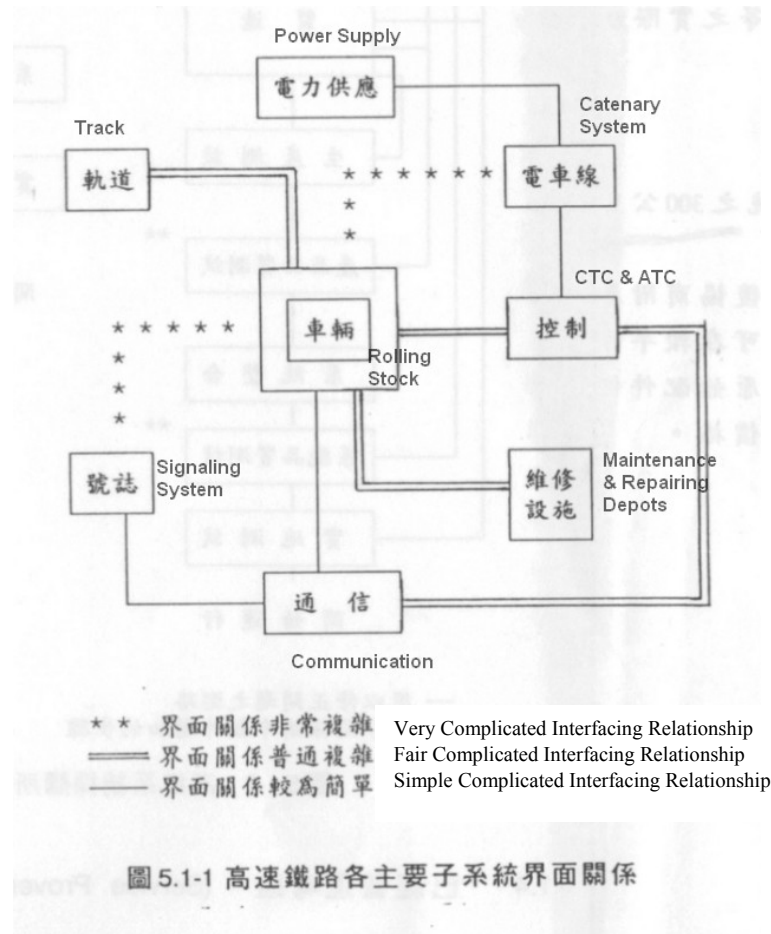 Power Supply
電力供應
Catenary
System
Track
軌道
電車線
CTC & ATC
車輛
Rolling
Stock
控制
號誌
Signaling
System
維修
設施
Maintenance
& Repairing
Depots
通信
Communication
* * 界面關係非常複雜 Very Complicated Interfacing Relationship
界面關係普通複雜 Fair Complicated Interfacing Relationship
界面關係較為簡單 Simple Complicated Interfacing Relationship
圖 5.1-1 高速鐵路各主要子系統界面關係